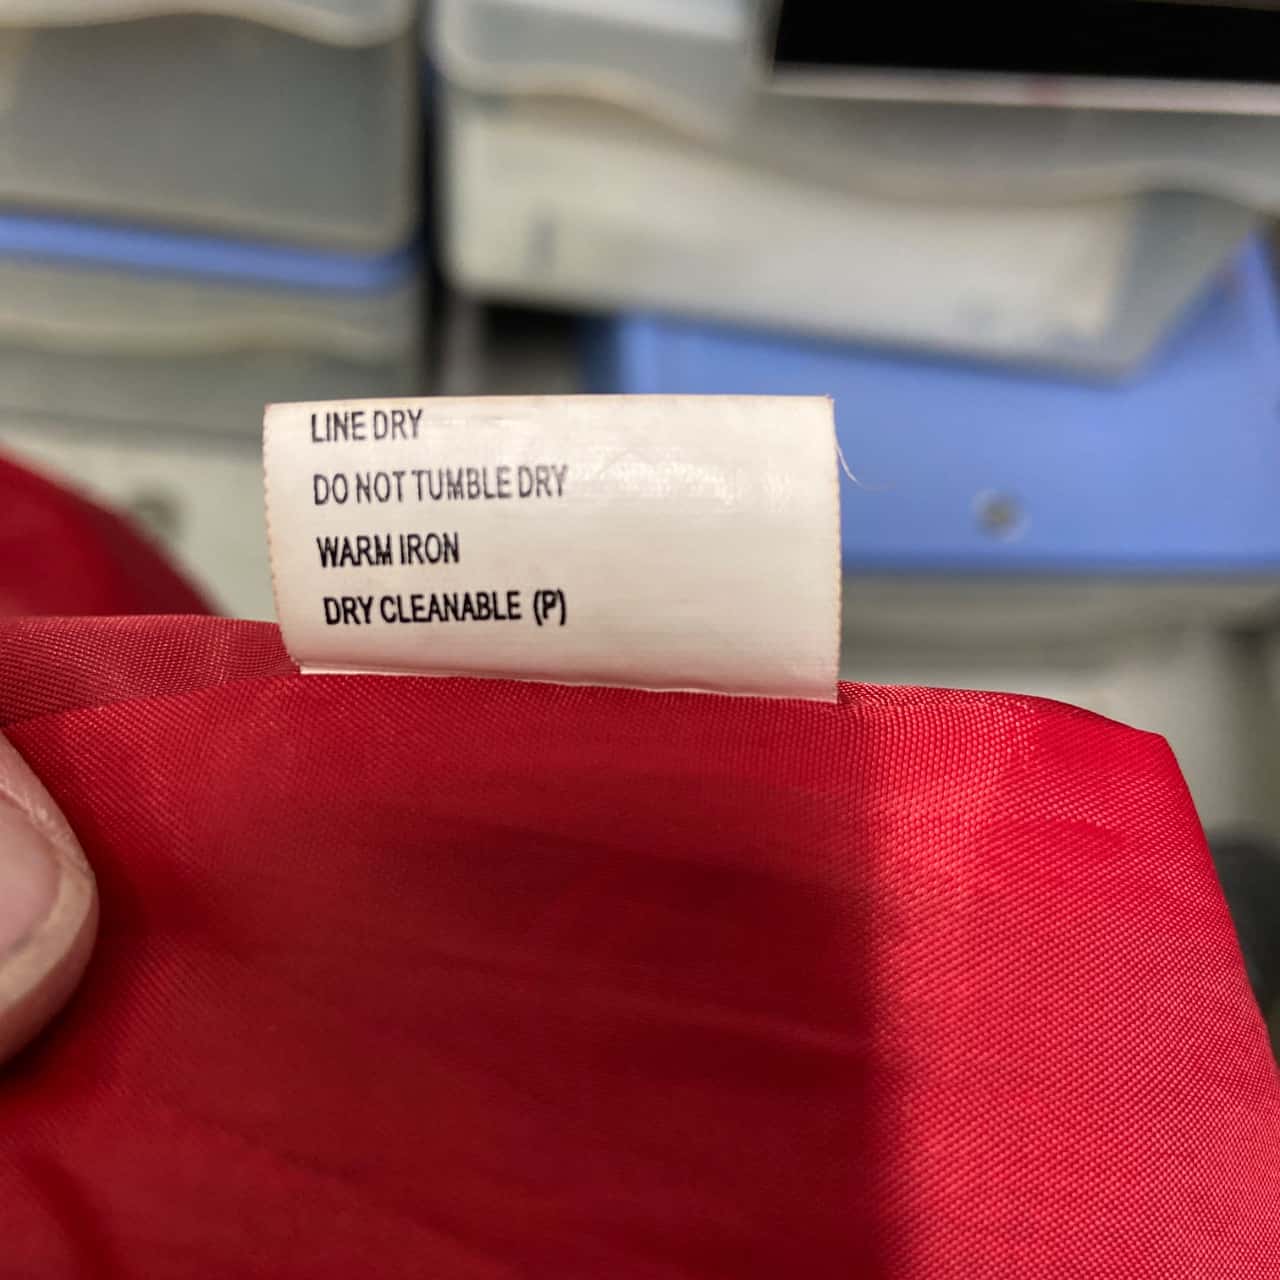 LINE DRY
DO NOT TUMBLE DRY
WARM IRON
DRY CLEANABLE (P)